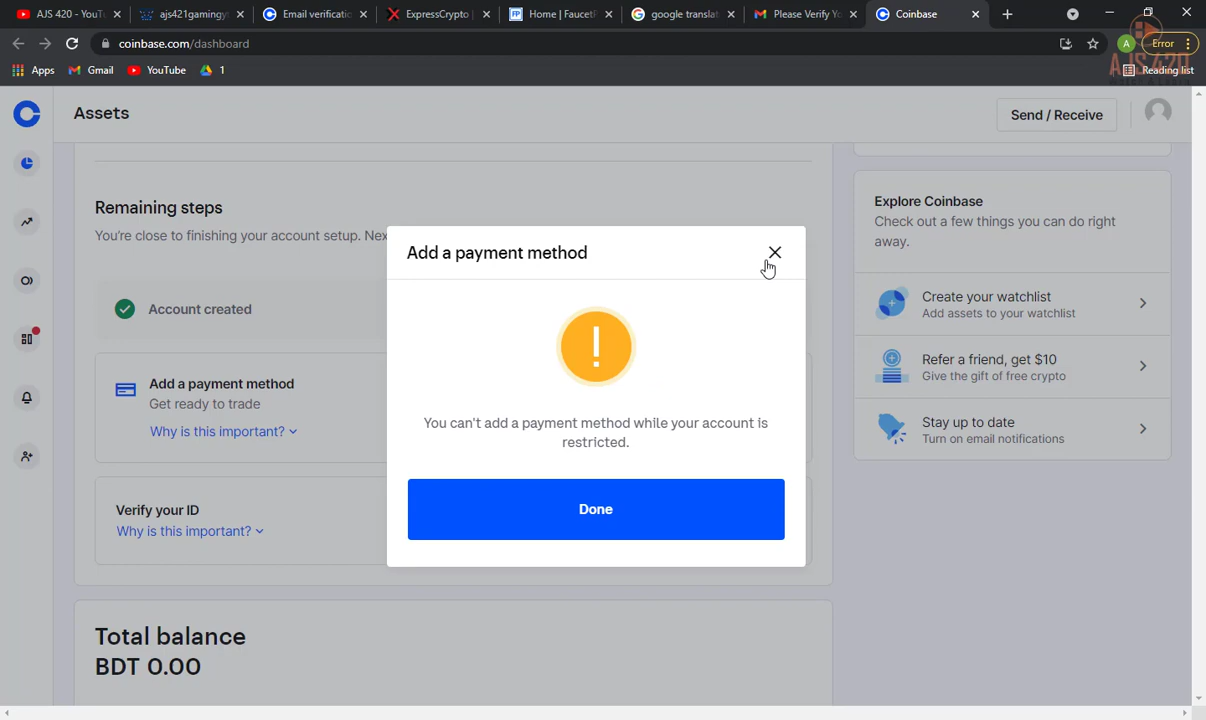 AJS 420 - YouTu
ajs421gamingy
Email verificatio
ExpressCrypto |
Home | FaucetP
google translat
Please Verify Yo
Coinbase
coinbase.com/dashboard
A
Error
Apps
Gmail
YouTube
1
AJS 420
Reading list
Assets
Send / Receive
Remaining steps
You're close to finishing your account setup. Nex
Account created
Add a payment method
Get ready to trade
Why is this important?
Verify your ID
Why is this important?
Total balance
BDT 0.00
Add a payment method
You can't add a payment method while your account is
restricted.
Done
Explore Coinbase
Check out a few things you can do right
away.
Create your watchlist
Add assets to your watchlist
Refer a friend, get $10
Give the gift of free crypto
Stay up to date
Turn on email notifications